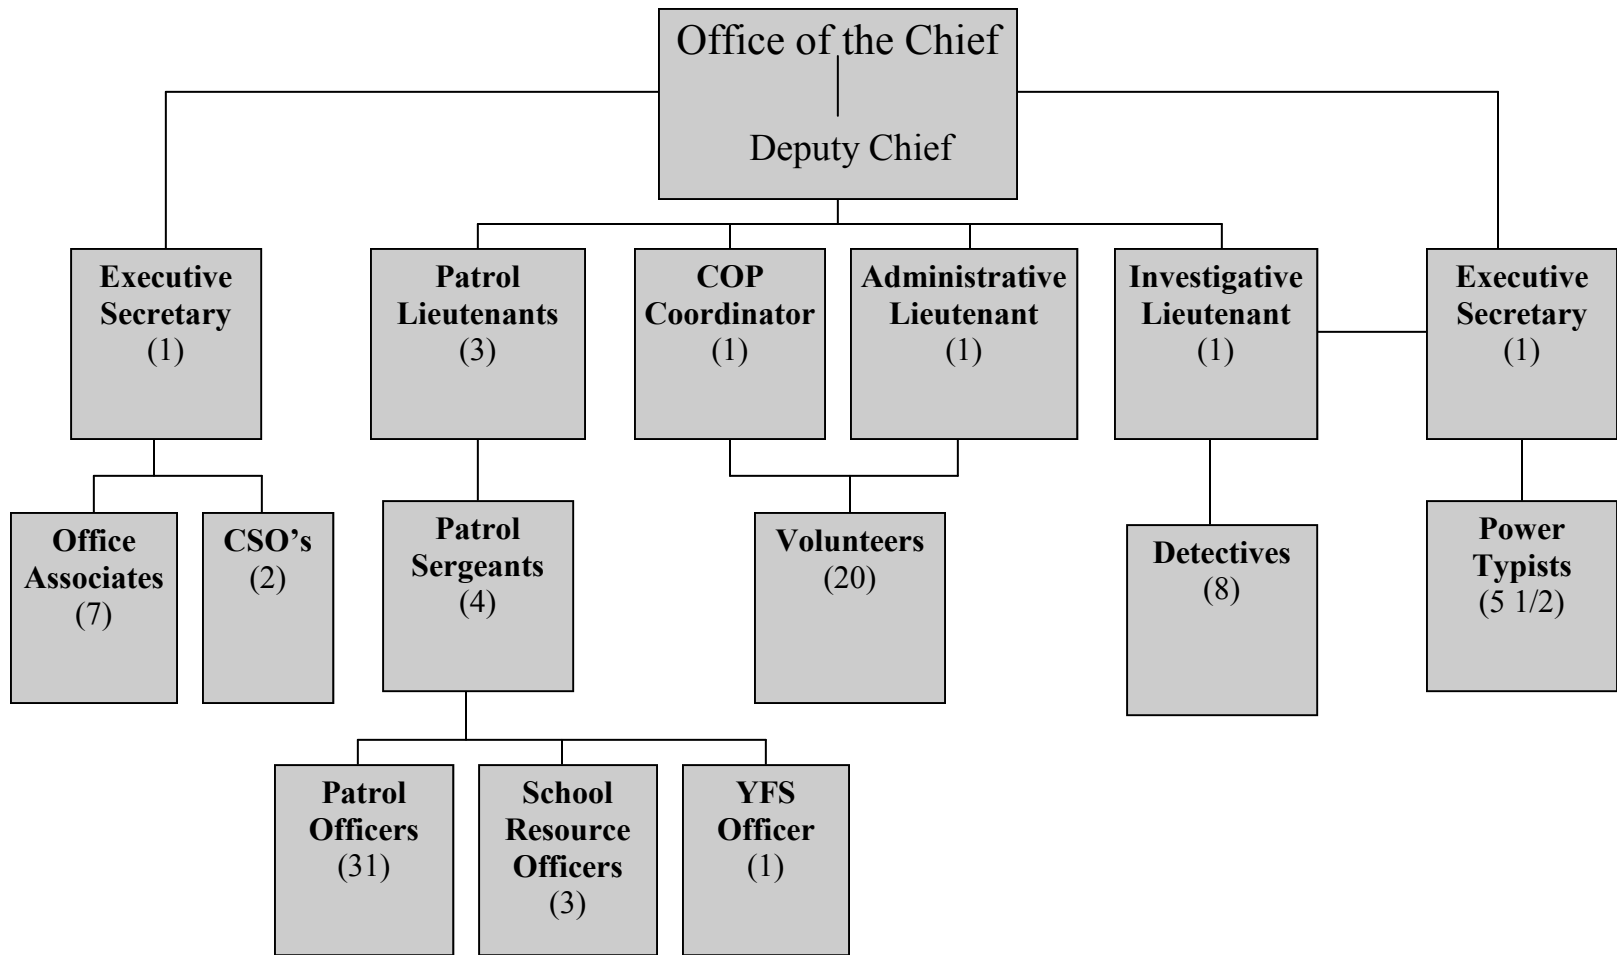 Office of the Chief
Deputy Chief
Executive
Secretary
(1)
Patrol
Lieutenants
(3)
COP
Coordinator
(1)
Administrative
Lieutenant
(1)
Investigative
Lieutenant
(1)
Executive
Secretary
(1)
Office
Associates
(7)
CSO’s
(2)
Patrol
Sergeants
(4)
Volunteers
(20)
Detectives
(8)
Power
Typists
(5 1/2)
Patrol
Officers
(31)
School
Resource
Officers
(3)
YFS
Officer
(1)